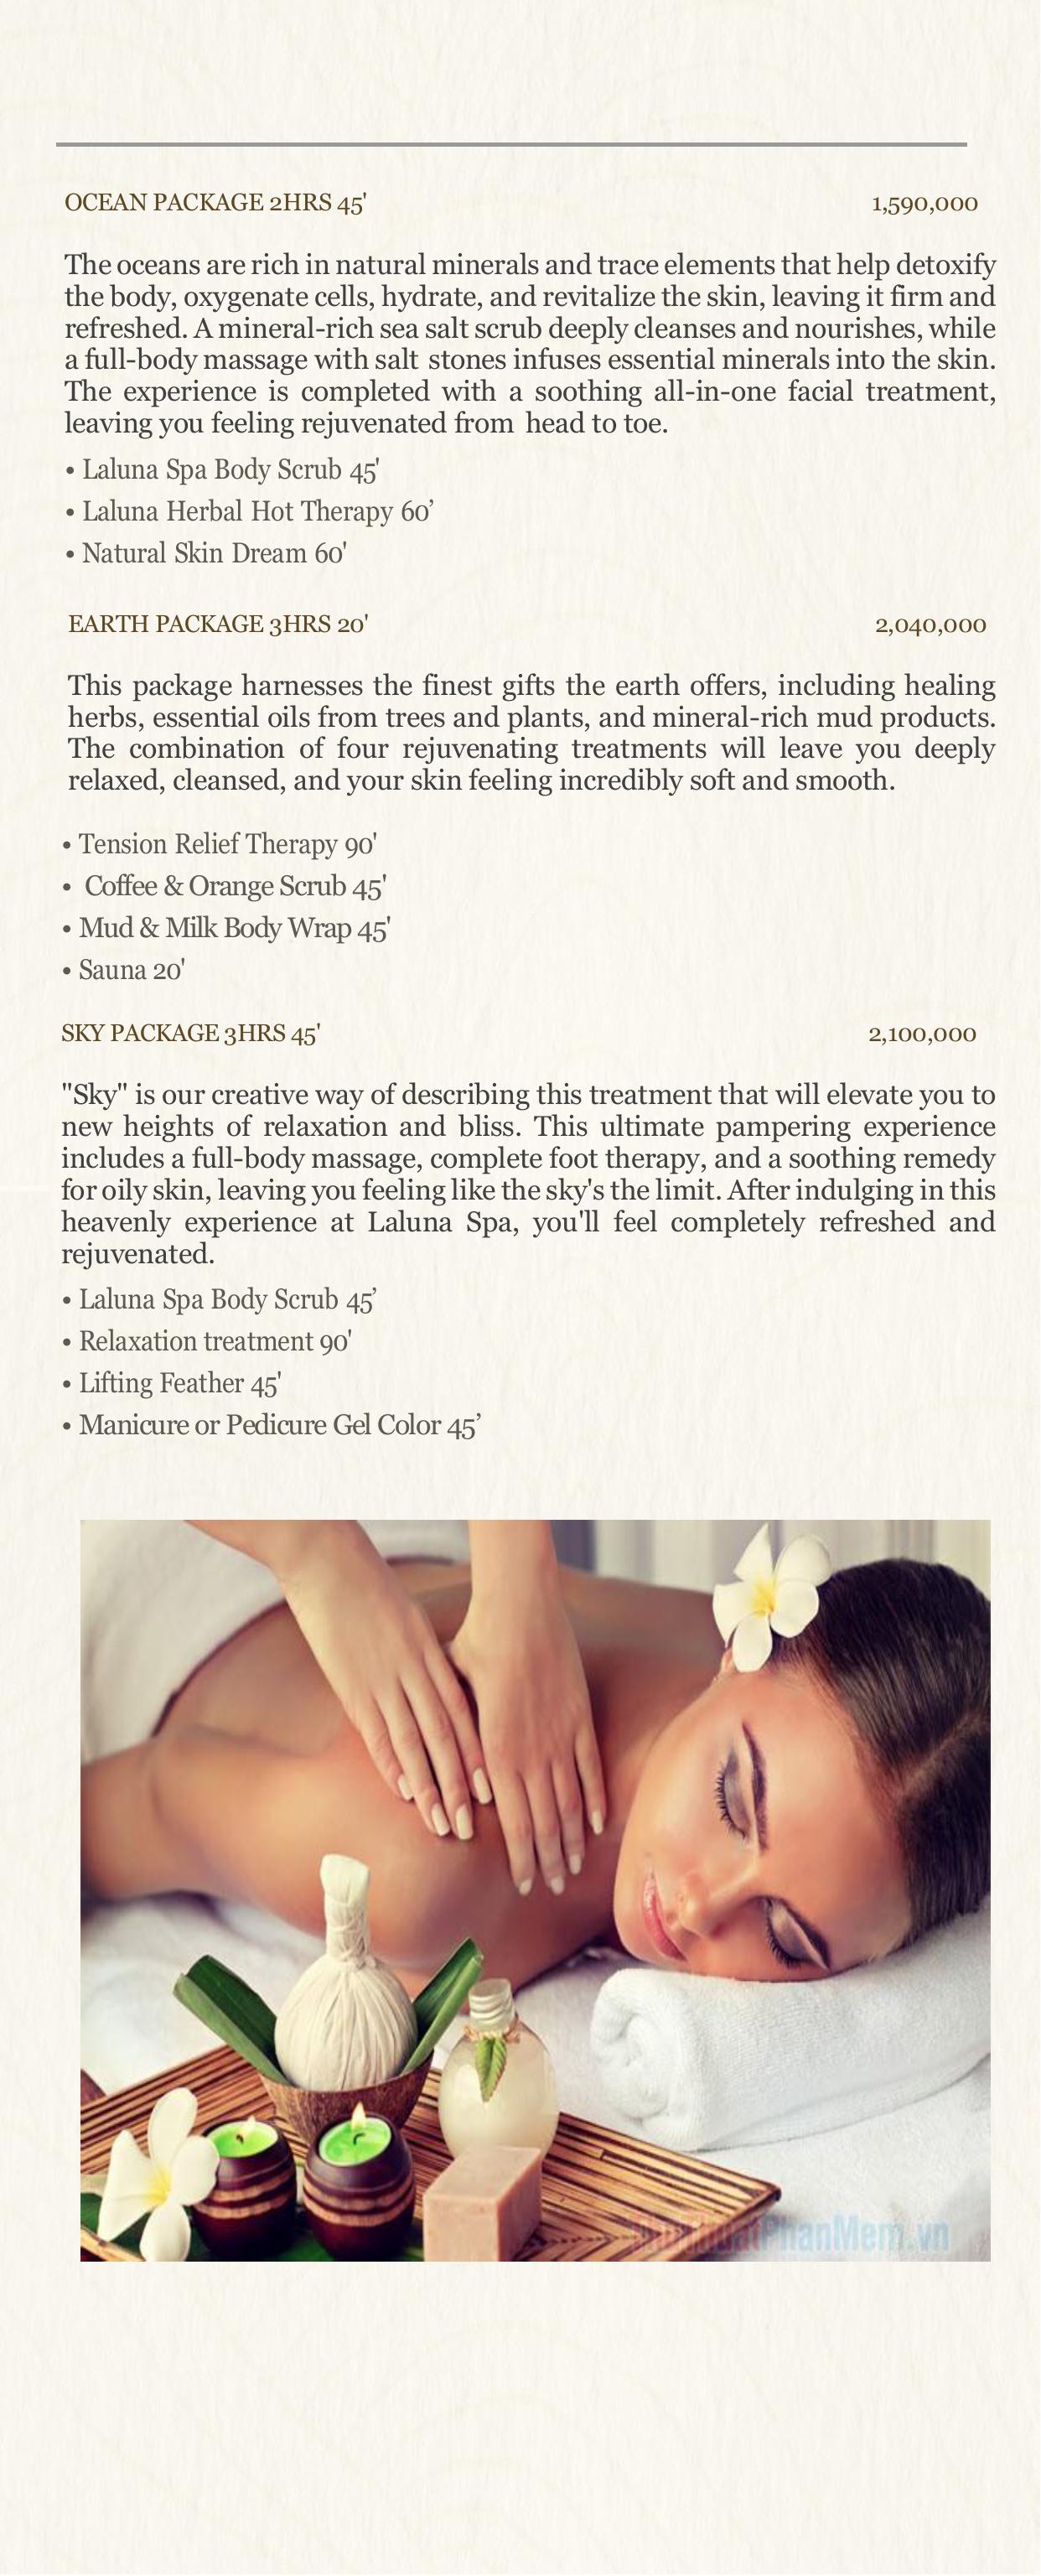 OCEAN PACKAGE 2HRS 45' 1,590,000
The oceans are rich in natural minerals and trace elements that help detoxify
the body, oxygenate cells, hydrate, and revitalize the skin, leaving it firm and
refreshed. A mineral-rich sea salt scrub deeply cleanses and nourishes, while
a full-body massage with salt stones infuses essential minerals into the skin.
The experience is completed with a soothing all-in-one facial treatment,
leaving you feeling rejuvenated from head to toe.
• Laluna Spa Body Scrub 45'
• Laluna Herbal Hot Therapy 60’
• Natural Skin Dream 60'
EARTH PACKAGE 3HRS 20' 2,040,000
This package harnesses the finest gifts the earth offers, including healing
herbs, essential oils from trees and plants, and mineral-rich mud products.
The combination of four rejuvenating treatments will leave you deeply
relaxed, cleansed, and your skin feeling incredibly soft and smooth.
• Tension Relief Therapy 90'
• Coffee & Orange Scrub 45'
• Mud & Milk Body Wrap 45'
• Sauna 20'
SKY PACKAGE 3HRS 45' 2,100,000
"Sky" is our creative way of describing this treatment that will elevate you to
new heights of relaxation and bliss. This ultimate pampering experience
includes a full-body massage, complete foot therapy, and a soothing remedy
for oily skin, leaving you feeling like the sky's the limit. After indulging in this
heavenly experience at Laluna Spa, you'll feel completely refreshed and
rejuvenated.
• Laluna Spa Body Scrub 45’
• Relaxation treatment 90'
• Lifting Feather 45'
• Manicure or Pedicure Gel Color 45’